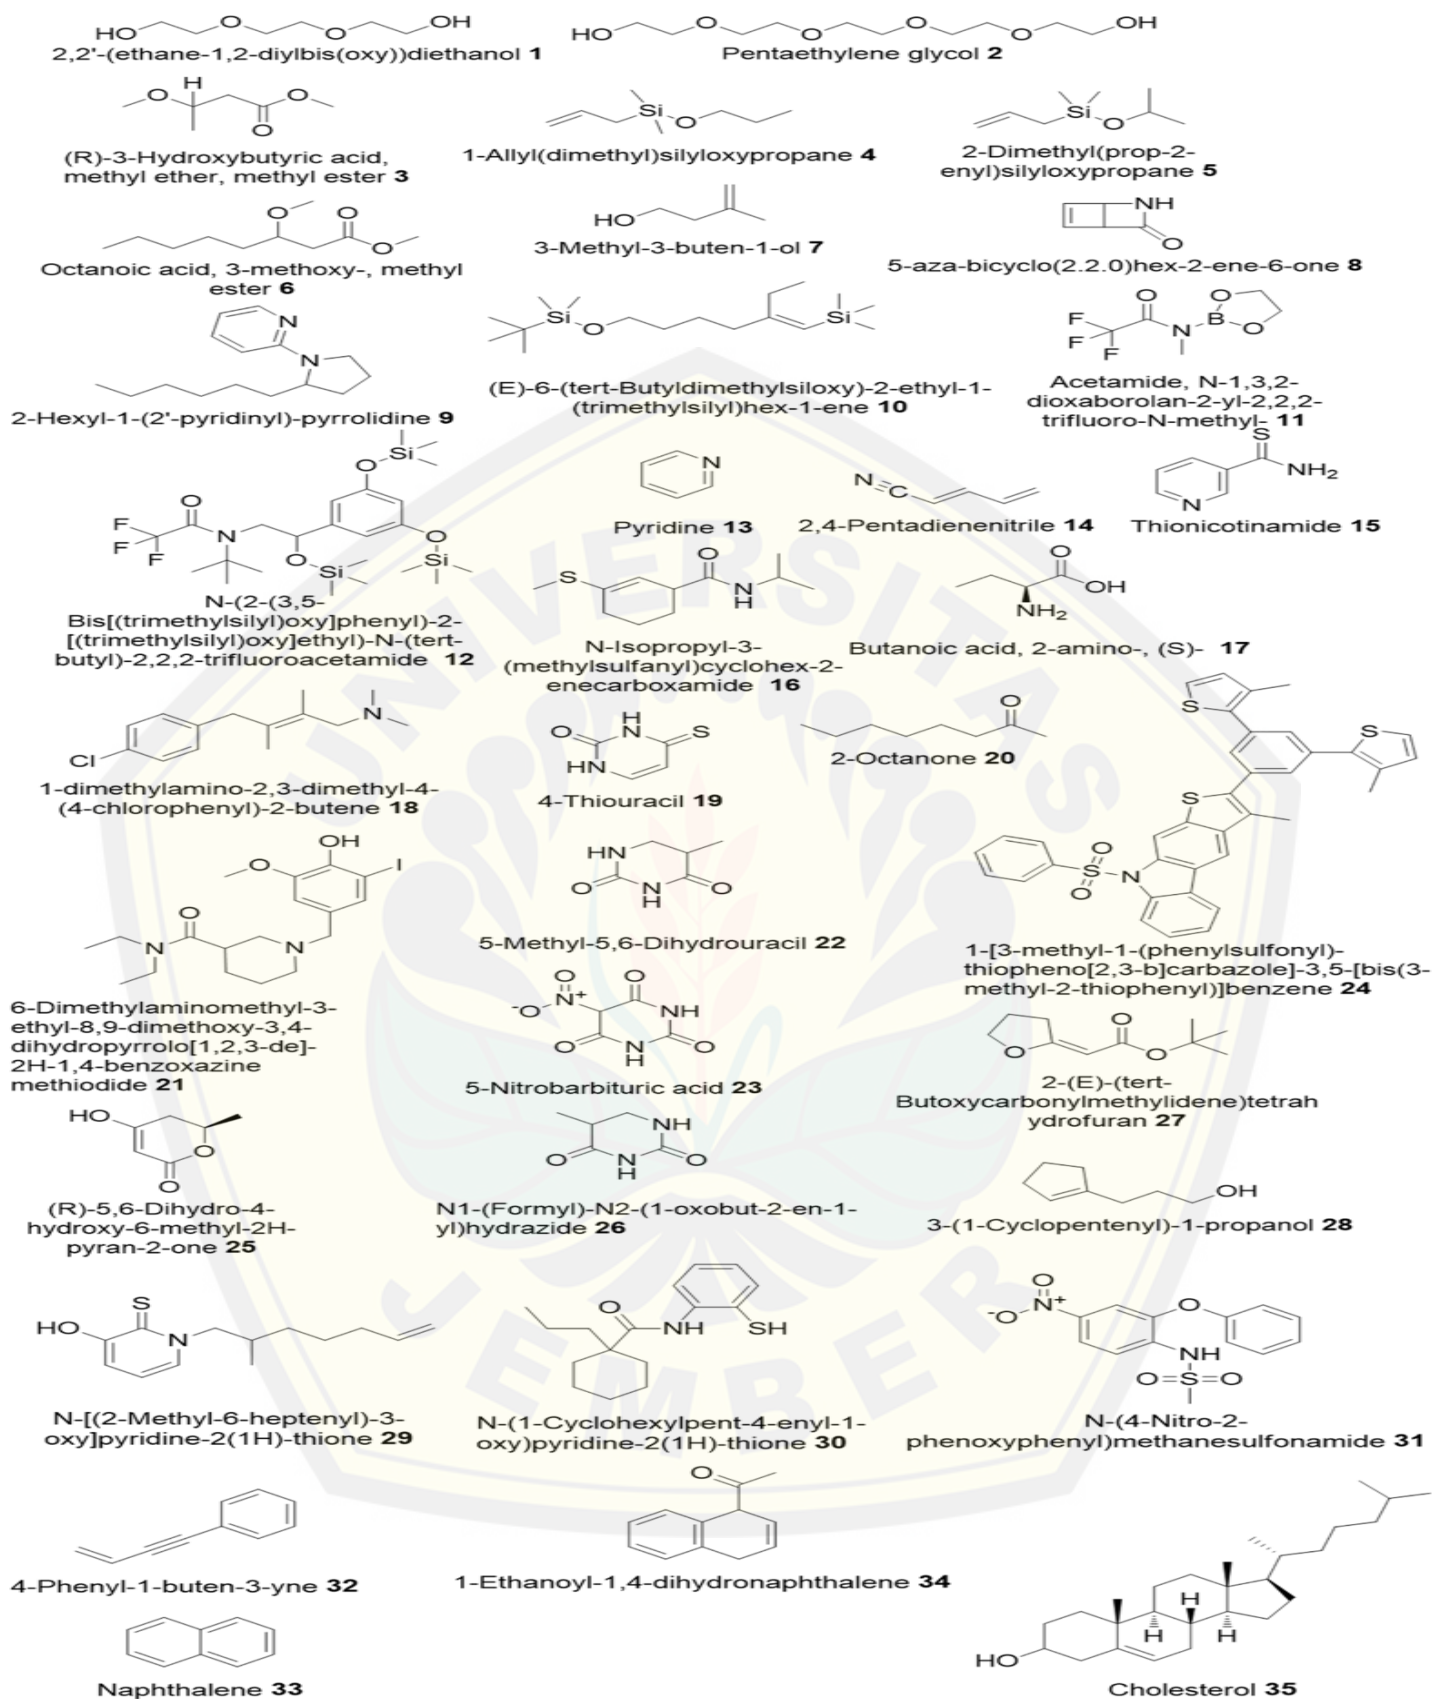 HO O O OH
2,2'-(ethane-1,2-diylbis(oxy))diethanol 1
HO O O O O OH
Pentaethylene glycol 2
H
O O
O
(R)-3-Hydroxybutyric acid,
methyl ether, methyl ester 3
Si
O
1-Allyl(dimethyl)silyloxypropane 4
Si
O
2-Dimethyl(prop-2-
enyl)silyloxypropane 5
O O
O
Octanoic acid, 3-methoxy-, methyl
ester 6
HO
3-Methyl-3-buten-1-ol 7
NH
O
5-aza-bicyclo(2.2.0)hex-2-ene-6-one 8
N
N
2-Hexyl-1-(2'-pyridinyl)-pyrrolidine 9
Si O Si
(E)-6-(tert-Butyldimethylsiloxy)-2-ethyl-1-
(trimethylsilyl)hex-1-ene 10
O O
F B
F N O
F
Acetamide, N-1,3,2-
dioxaborolan-2-yl-2,2,2-
trifluoro-N-methyl- 11
Si
O
O
F
F N O
F O Si
Si
N-(2-(3,5-
Bis[(trimethylsilyl)oxy]phenyl)-2-
[(trimethylsilyl)oxy]ethyl)-N-(tert-
butyl)-2,2,2-trifluoroacetamide 12
N
Pyridine 13
N C
2,4-Pentadienenitrile 14
S
NH2
N
Thionicotinamide 15
O
S N
H
N-Isopropyl-3-
(methylsulfanyl)cyclohex-2-
enecarboxamide 16
O
OH
NH2
Butanoic acid, 2-amino-, (S)- 17
N
Cl
1-dimethylamino-2,3-dimethyl-4-
(4-chlorophenyl)-2-butene 18
H
O N S
HN
4-Thiouracil 19
O
2-Octanone 20
OH
O I
O
N N
6-Dimethylaminomethyl-3-
ethyl-8,9-dimethoxy-3,4-
dihydropyrrolo[1,2,3-de]-
2H-1,4-benzoxazine
methiodide 21
HN
O N O
H
5-Methyl-5,6-Dihydrouracil 22
O O
N+ NH
-O
O N O
H
5-Nitrobarbituric acid 23
S
S
S
O
S N
O
1-[3-methyl-1-(phenylsulfonyl)-
thiopheno[2,3-b]carbazole]-3,5-[bis(3-
methyl-2-thiophenyl)]benzene 24
HO
O
O
(R)-5,6-Dihydro-4-
hydroxy-6-methyl-2H-
pyran-2-one 25
NH
O N O
H
N1-(Formyl)-N2-(1-oxobut-2-en-1-
yl)hydrazide 26
O
O O
2-(E)-(tert-
Butoxycarbonylmethylidene)tetrah
ydrofuran 27
OH
3-(1-Cyclopentenyl)-1-propanol 28
S
HO N
N-[(2-Methyl-6-heptenyl)-3-
oxy]pyridine-2(1H)-thione 29
O
NH SH
N-(1-Cyclohexylpent-4-enyl-1-
oxy)pyridine-2(1H)-thione 30
O
N+ O
-O
NH
O=S=O
N-(4-Nitro-2-
phenoxyphenyl)methanesulfonamide 31
4-Phenyl-1-buten-3-yne 32
O
1-Ethanoyl-1,4-dihydronaphthalene 34
Naphthalene 33
H
H H
HO
Cholesterol 35
UNIVERSITAS
JEMBER